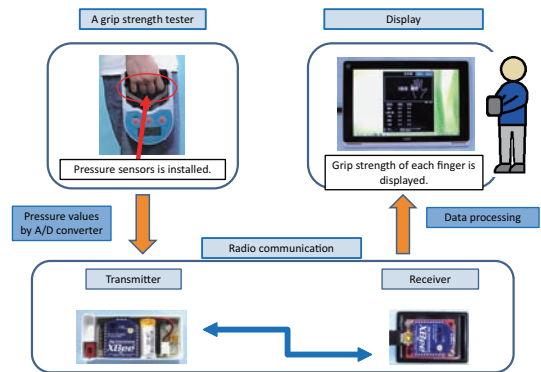 A grip strength tester
Display
Pressure sensors is installed.
Grip strength of each finger is
displayed.
Pressure values
by A/D converter
Data processing
Radio communication
Transmitter
Receiver
XBee
XBee